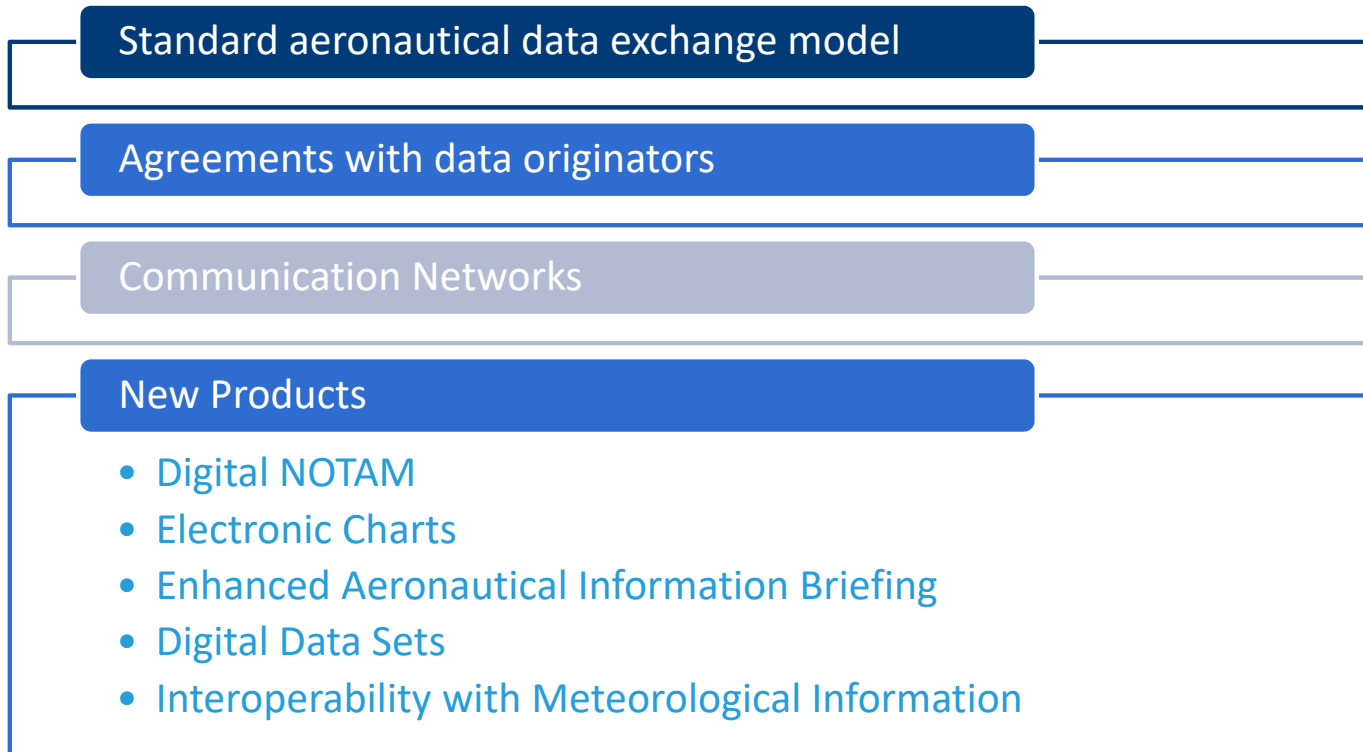 Standard aeronautical data exchange model
Agreements with data originators
Communication Networks
New Products
• Digital NOTAM
• Electronic Charts
• Enhanced Aeronautical Information Briefing
• Digital Data Sets
• Interoperability with Meteorological Information